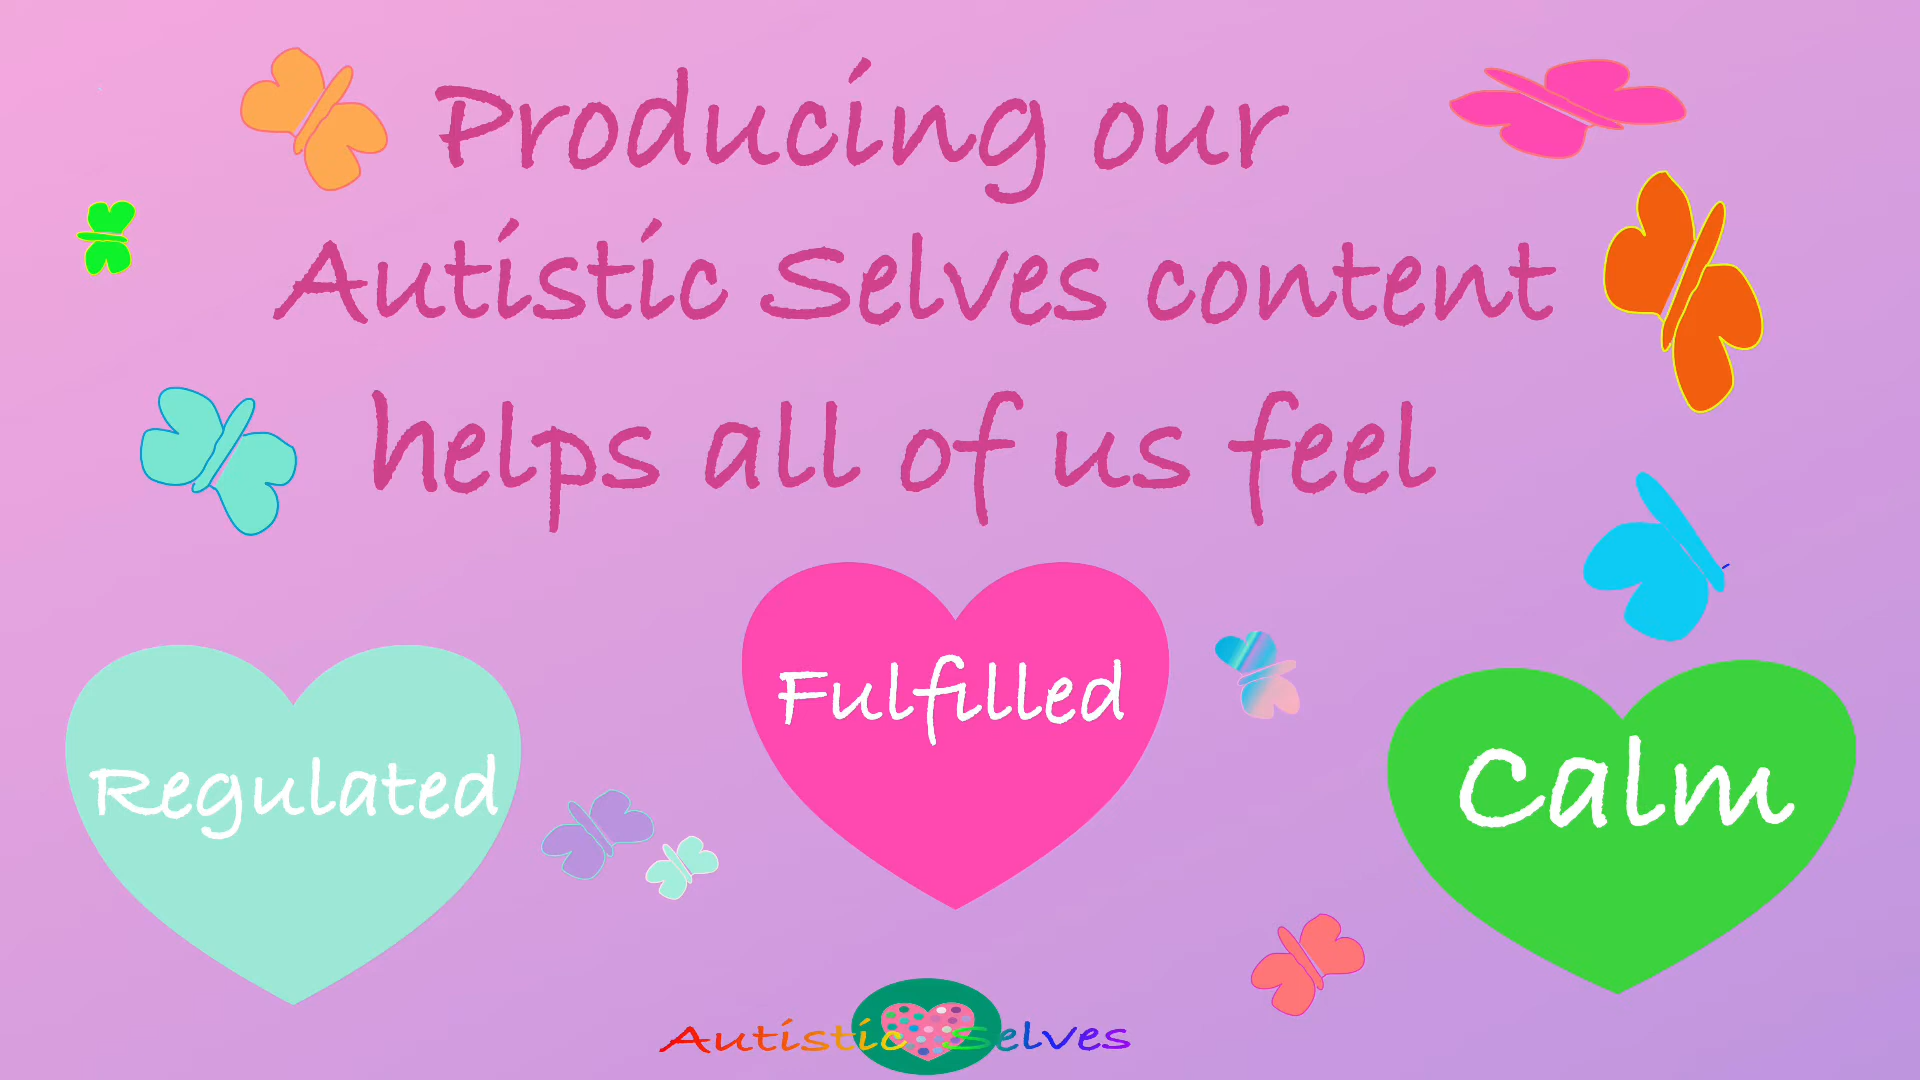 Producing our
Autistic Selves content
helps all of us feel
Fulfilled
Regulated
Calm
Autistic Selves